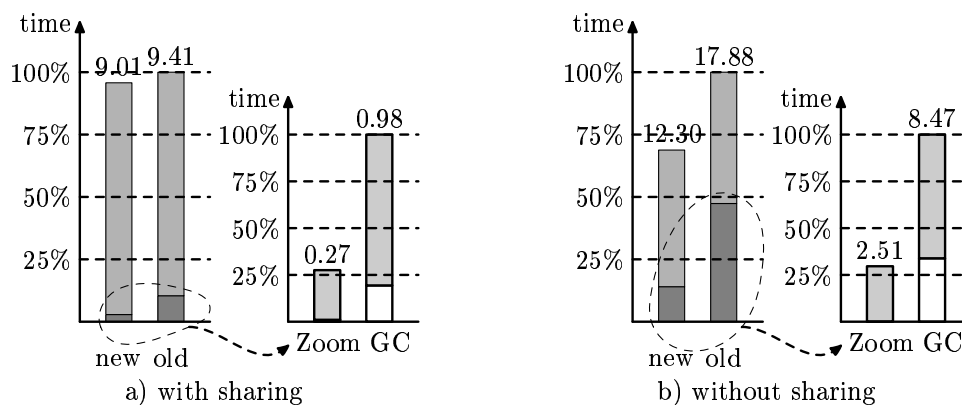 time
9.01 9.41
100%
75%
50%
25%
new old
time
0.98
100%
75%
50%
0.27
25%
Zoom GC
a) with sharing
time
17.88
100%
75%
12.30
50%
25%
new old
time
8.47
100%
75%
50%
2.51
25%
Zoom GC
b) without sharing